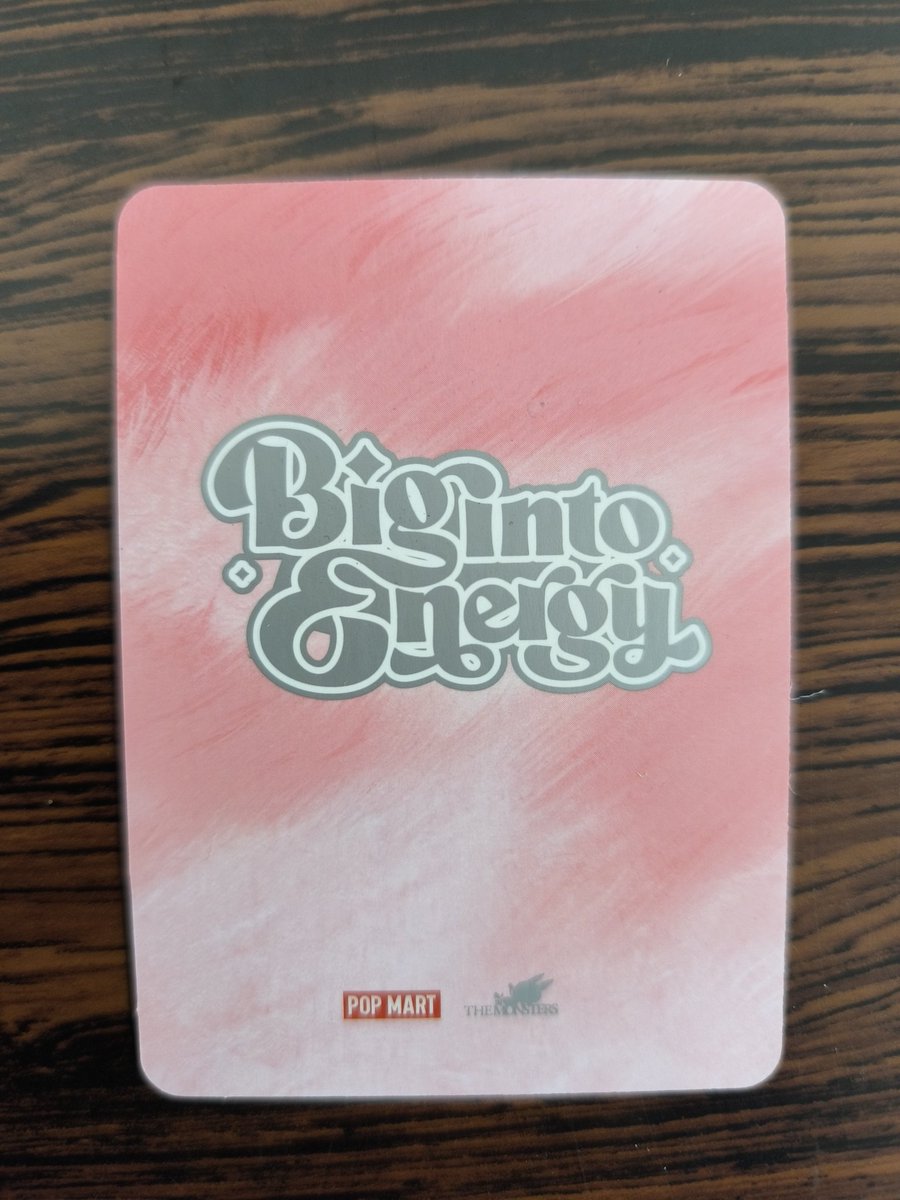 Big into
Energy
POP MART
THE MONSTERS